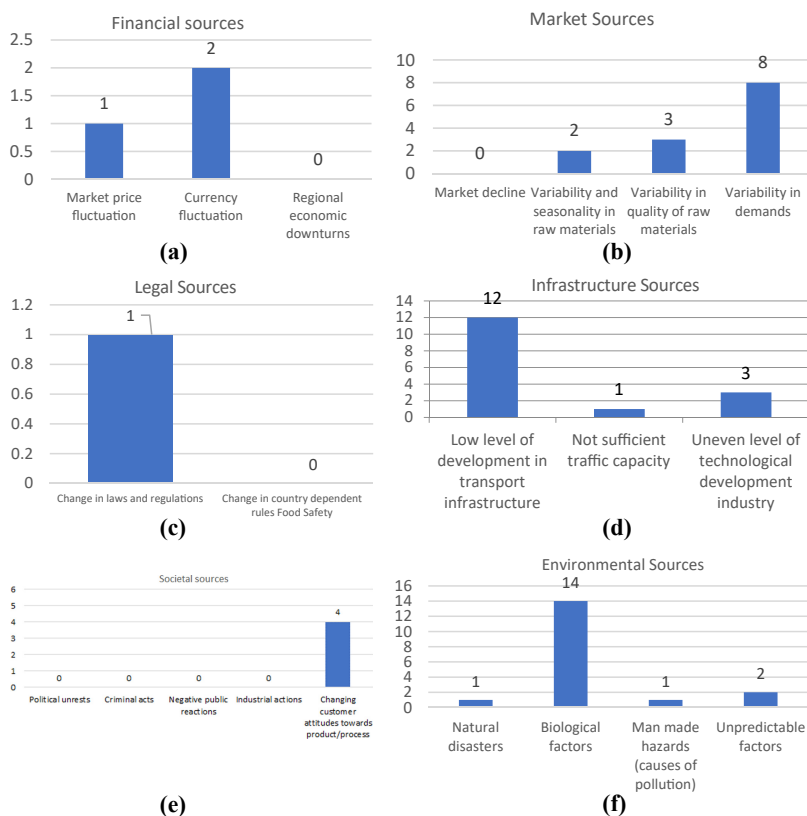 Financial sources
2.5
2
1.5
1
0.5
0
1
2
0
Market price
fluctuation
Currency
fluctuation
Regional
economic
downturns
(a)
Market Sources
10
8
6
4
2
0
0
2
3
8
Market decline
Variability and
seasonality in
raw materials
Variability in
quality of raw
materials
Variability in
demands
(b)
Legal Sources
1.2
1
0.8
0.6
0.4
0.2
0
1
0
Change in laws and regulations
Change in country dependent
rules Food Safety
(c)
Infrastructure Sources
14
12
10
8
6
4
2
0
12
1
3
Low level of
development in
transport
infrastructure
Not sufficient
traffic capacity
Uneven level of
technological
development
industry
(d)
Societal sources
6
5
4
3
2
1
0
0
0
0
0
4
Political unrests
Criminal acts
Negative public
reactions
Industrial actions
Changing
customer
attitudes towards
product/process
(e)
Environmental Sources
16
14
12
10
8
6
4
2
0
1
14
1
2
Natural
disasters
Biological
factors
Man made
hazards
(causes of
pollution)
Unpredictable
factors
(f)